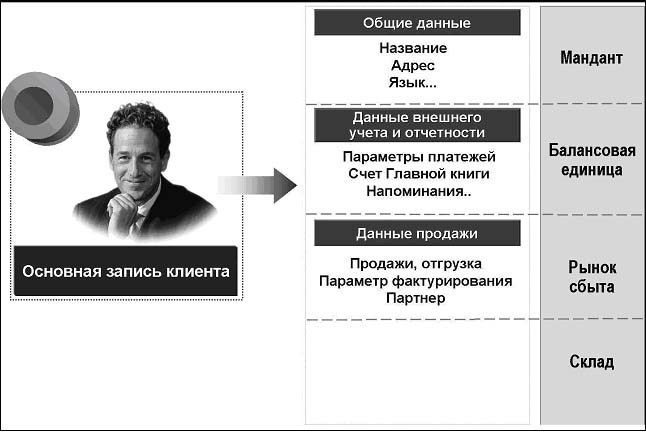 Общие данные
Название
Адрес
Язык...
Мандант
Данные внешнего
учета и отчетности
Параметры платежей
Счет Главной книги
Напоминания..
Балансовая
единица
Основная запись клиента
Данные продажи
Продажи, отгрузка
Параметр фактурирования
Партнер
Рынок
сбыта
Склад